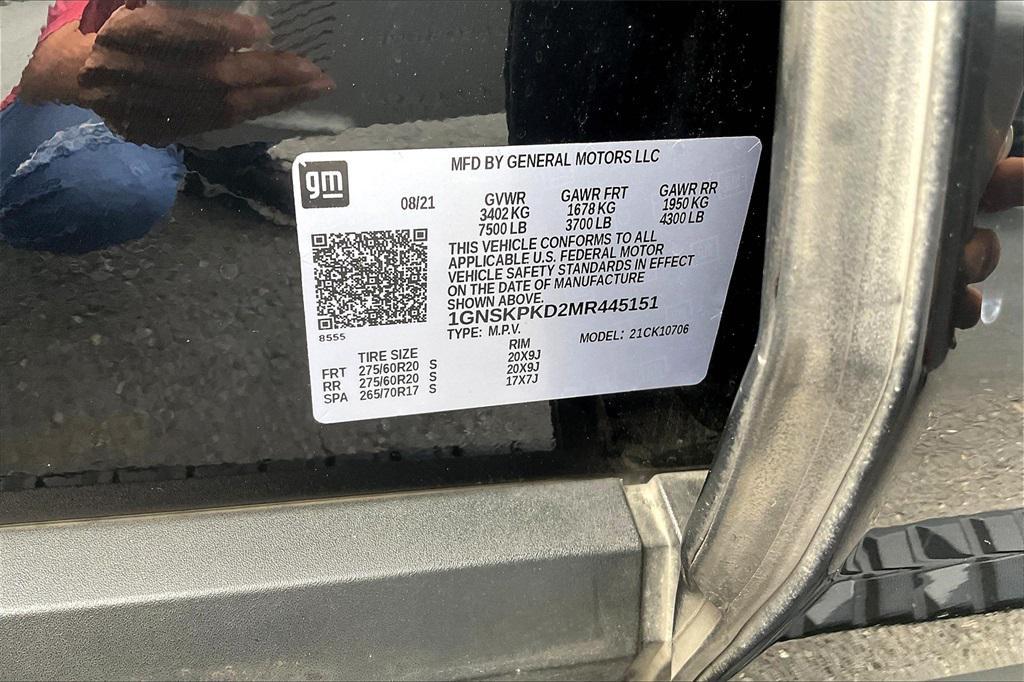 MFD BY GENERAL MOTORS LLC
gm
08/21
GVWR GAWR FRT GAWR RR
3402 KG 1678 KG 1950 KG
7500 LB 3700 LB 4300 LB
THIS VEHICLE CONFORMS TO ALL
APPLICABLE U.S. FEDERAL MOTOR
VEHICLE SAFETY STANDARDS IN EFFECT
ON THE DATE OF MANUFACTURE
SHOWN ABOVE.
1GNSKPKD2MR445151
8555
TYPE: M.P.V. MODEL: 21CK10706
TIRE SIZE RIM
FRT 275/60R20 S 20X9J
RR 275/60R20 S 20X9J
SPA 265/70R17 S 17X7J